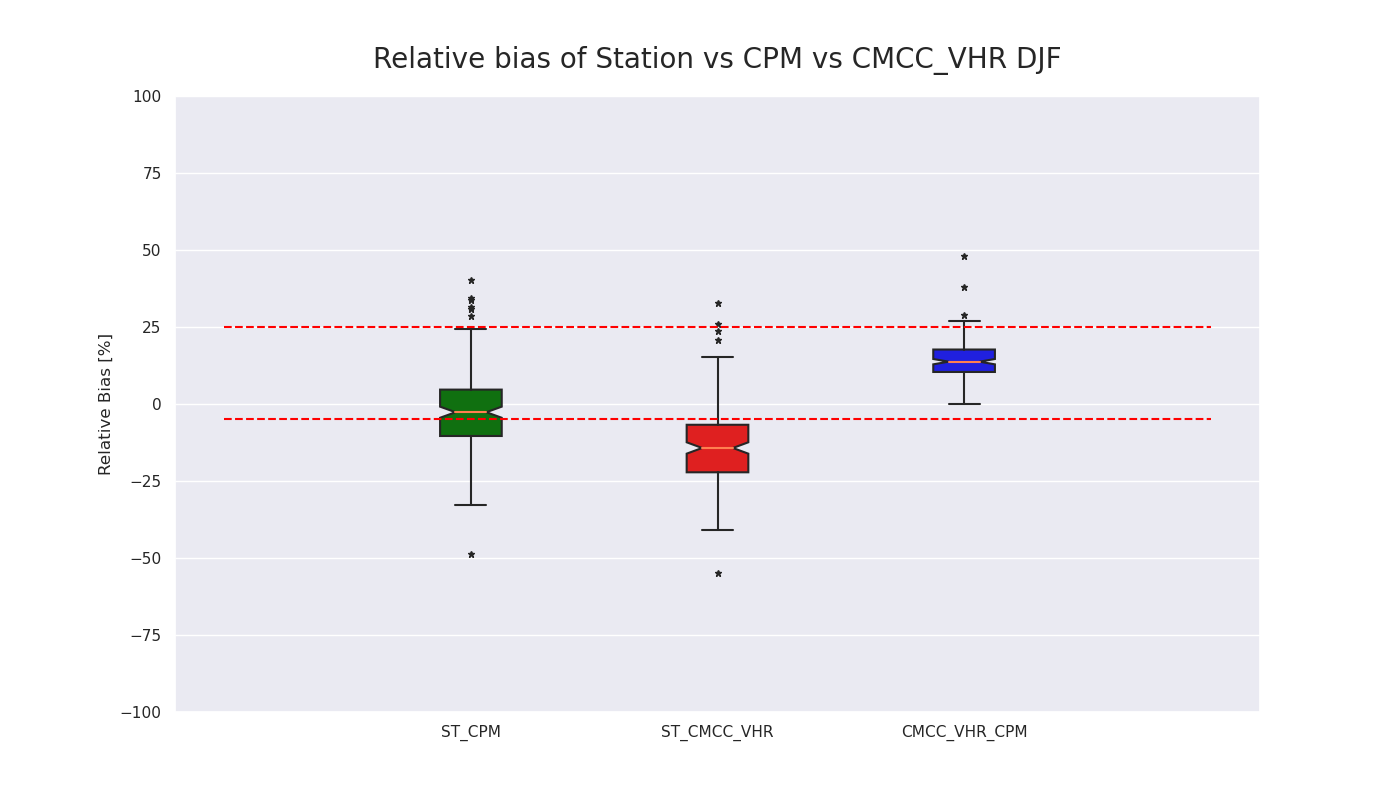 Relative bias of Station vs CPM vs CMCC_VHR DJF
100
75
50
25
0
−25
−50
−75
−100
Relative Bias [%]
ST_CPM
ST_CMCC_VHR
CMCC_VHR_CPM